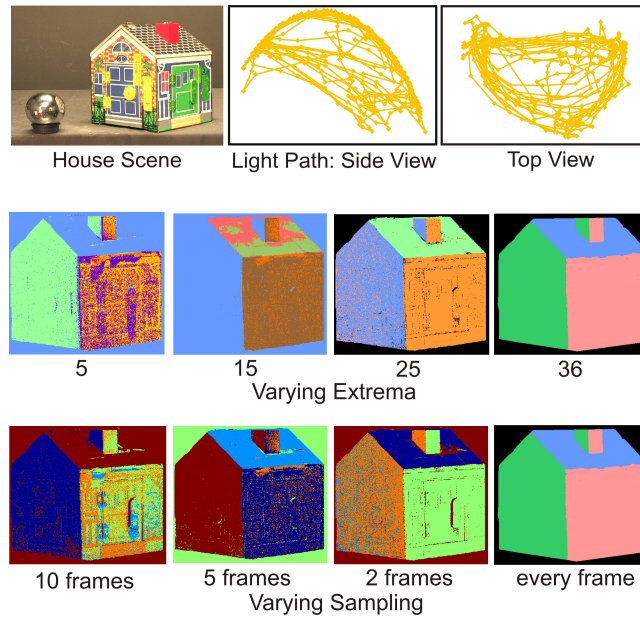 House Scene
Light Path: Side View
Top View
5
15
25
36
Varying Extrema
10 frames
5 frames
2 frames
every frame
Varying Sampling